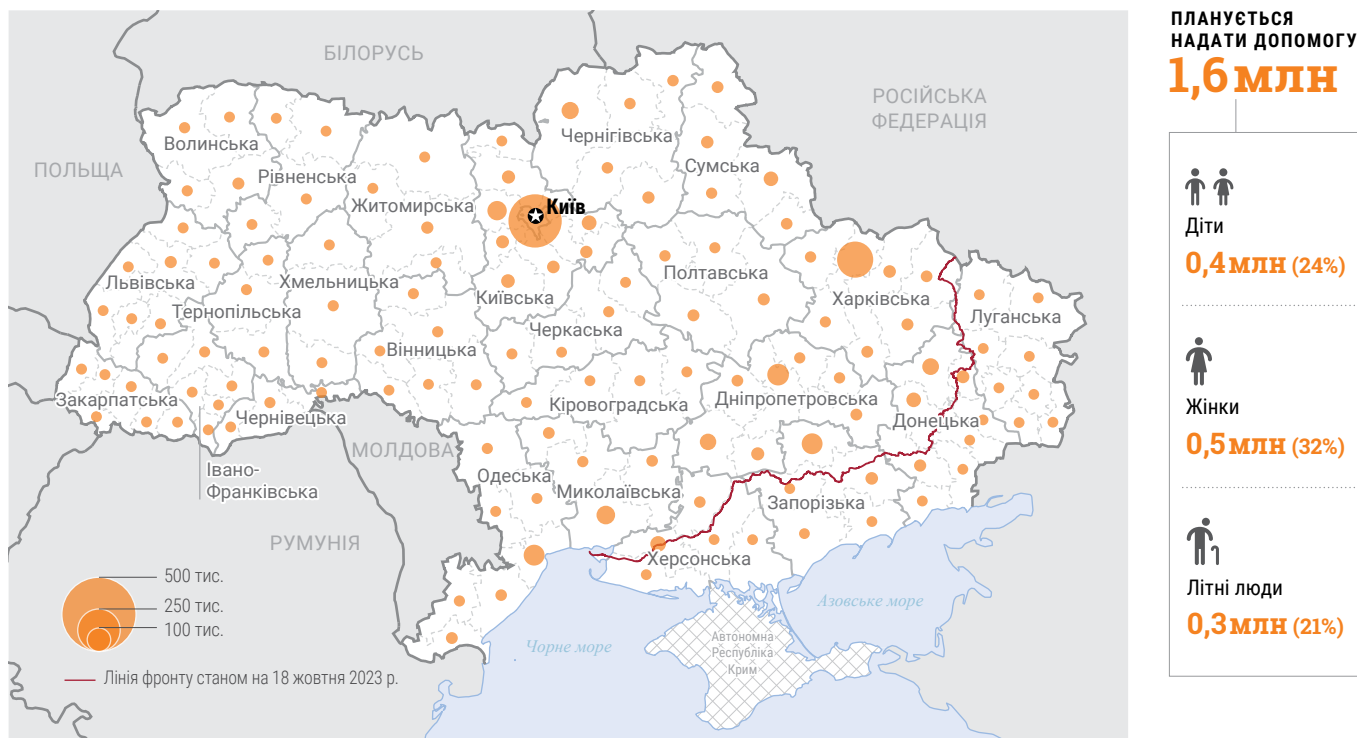 БІЛОРУСЬ
РОСІЙСЬКА
ФЕДЕРАЦІЯ
ПОЛЬЩА
Волинська
Рівненська
Житомирська
Київ
Чернігівська
Сумська
Львівська
Тернопільська
Хмельницька
Київська
Полтавська
Харківська
Луганська
Черкаська
Вінницька
Закарпатська
Чернівецька
Кіровоградська
Дніпропетровська
Донецька
МОЛДОВА
Івано-
Франківська
Одеська
Миколаївська
Запорізька
Херсонська
РУМУНІЯ
Азовське море
Чорне море
Автономна
Республіка
Крим
500 тис.
250 тис.
100 тис.
Лінія фронту станом на 18 жовтня 2023 р.
ПЛАНУЄТЬСЯ
НАДАТИ ДОПОМОГУ
1,6 млн
Діти
0,4 млн (24%)
Жінки
0,5 млн (32%)
Літні люди
0,3 млн (21%)